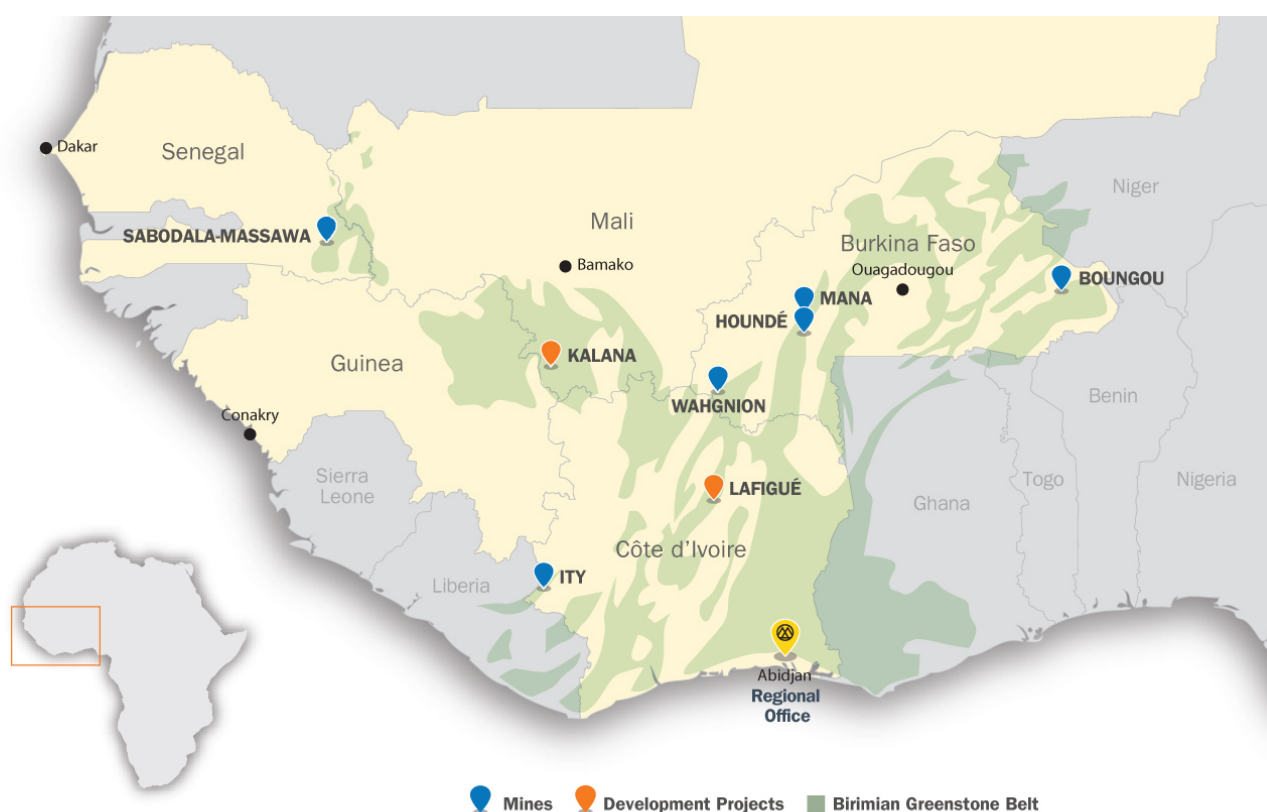 Dakar
Senegal
Niger
SABODALA-MASSAWA
Mali
Burkina Faso
Bamako
Ouagadougou
BOUNGOU
MANA
HOUNDÉ
KALANA
Guinea
WAHGNION
Benin
Conakry
Sierra
Leone
LAFIGUÉ
Ghana
Togo
Nigeria
Côte d'Ivoire
ITY
Liberia
Abidjan
Regional
Office
Mines
Development Projects
Birimian Greenstone Belt